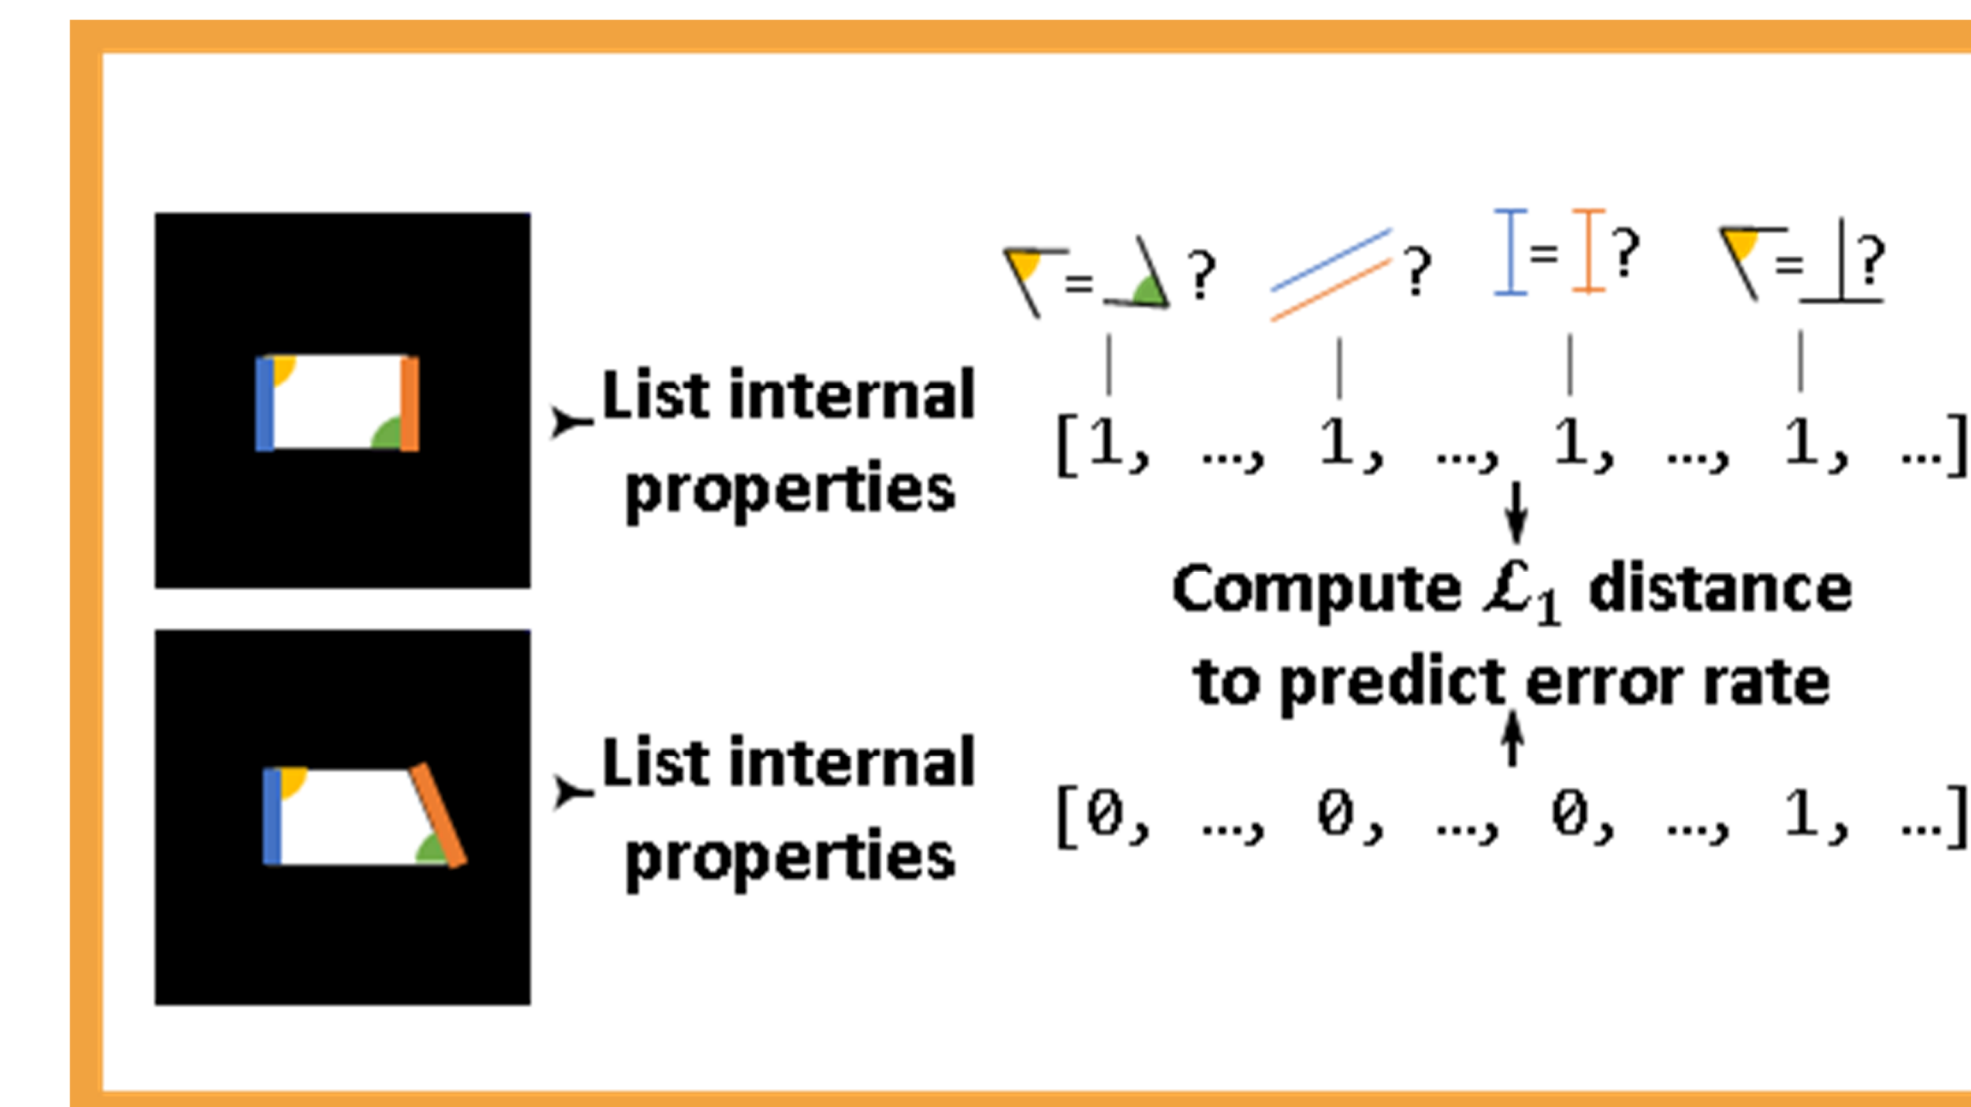 = ? ? = ? = ?
List internal
properties
[1, …, 1, …, 1, …, 1, …]
Compute ℒ₁ distance
to predict error rate
List internal
properties
[0, …, 0, …, 0, …, 1, …]